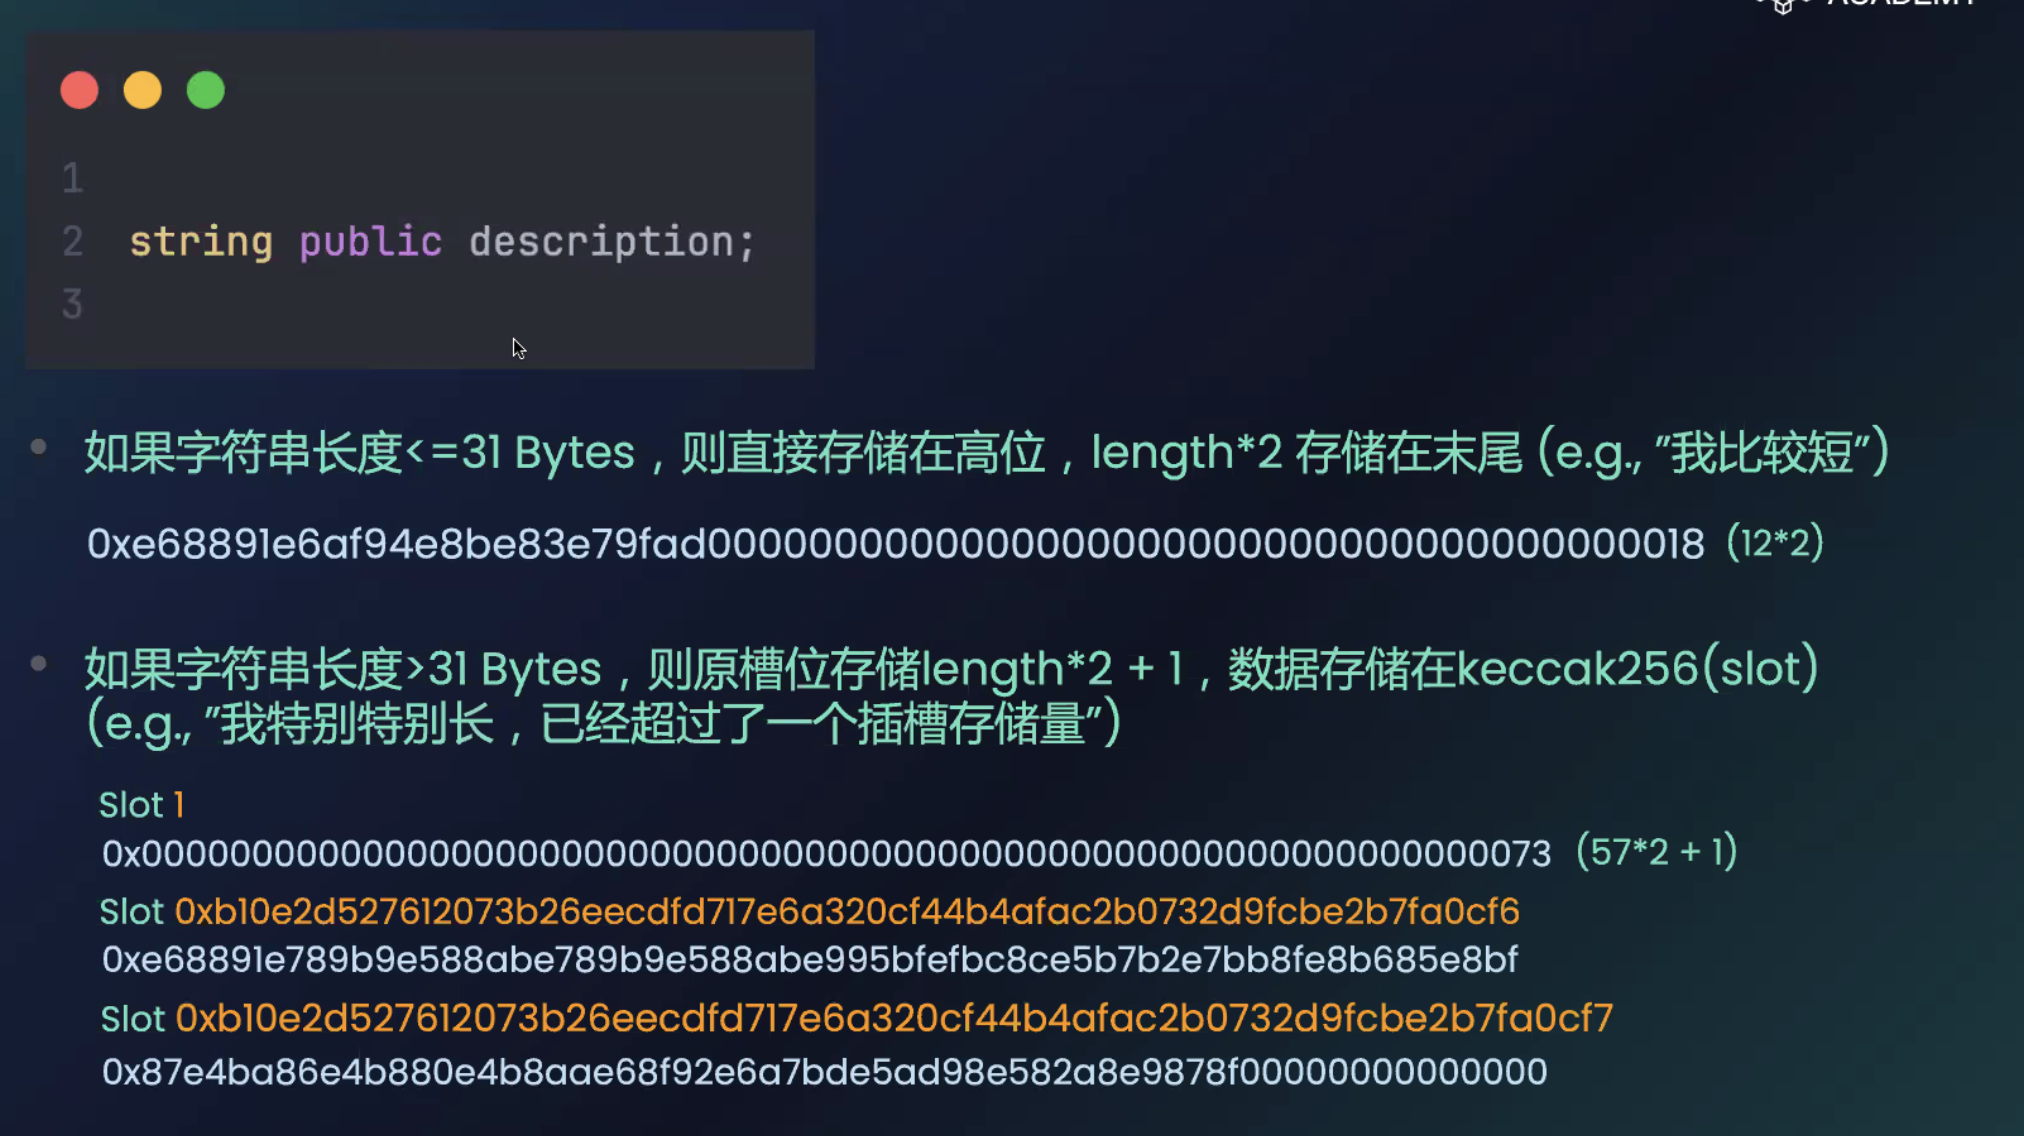 ACADEMY
1
2 string public description;
3
如果字符串长度<=31 Bytes，则直接存储在高位，length*2 存储在末尾 (e.g., ”我比较短”)
0xe68891e6af94e8be83e79fad0000000000000000000000000000000000000018 (12*2)
如果字符串长度>31 Bytes，则原槽位存储length*2 + 1，数据存储在keccak256(slot)
(e.g., ”我特别特别长，已经超过了一个插槽存储量”)
Slot 1
0x0000000000000000000000000000000000000000000000000000000000000073 (57*2 + 1)
Slot 0xb10e2d527612073b26eecdfd717e6a320cf44b4afac2b0732d9fcbe2b7fa0cf6
0xe68891e789b9e588abe789b9e588abe995bfefbc8ce5b7b2e7bb8fe8b685e8bf
Slot 0xb10e2d527612073b26eecdfd717e6a320cf44b4afac2b0732d9fcbe2b7fa0cf7
0x87e4ba86e4b880e4b8aae68f92e6a7bde5ad98e582a8e9878f00000000000000